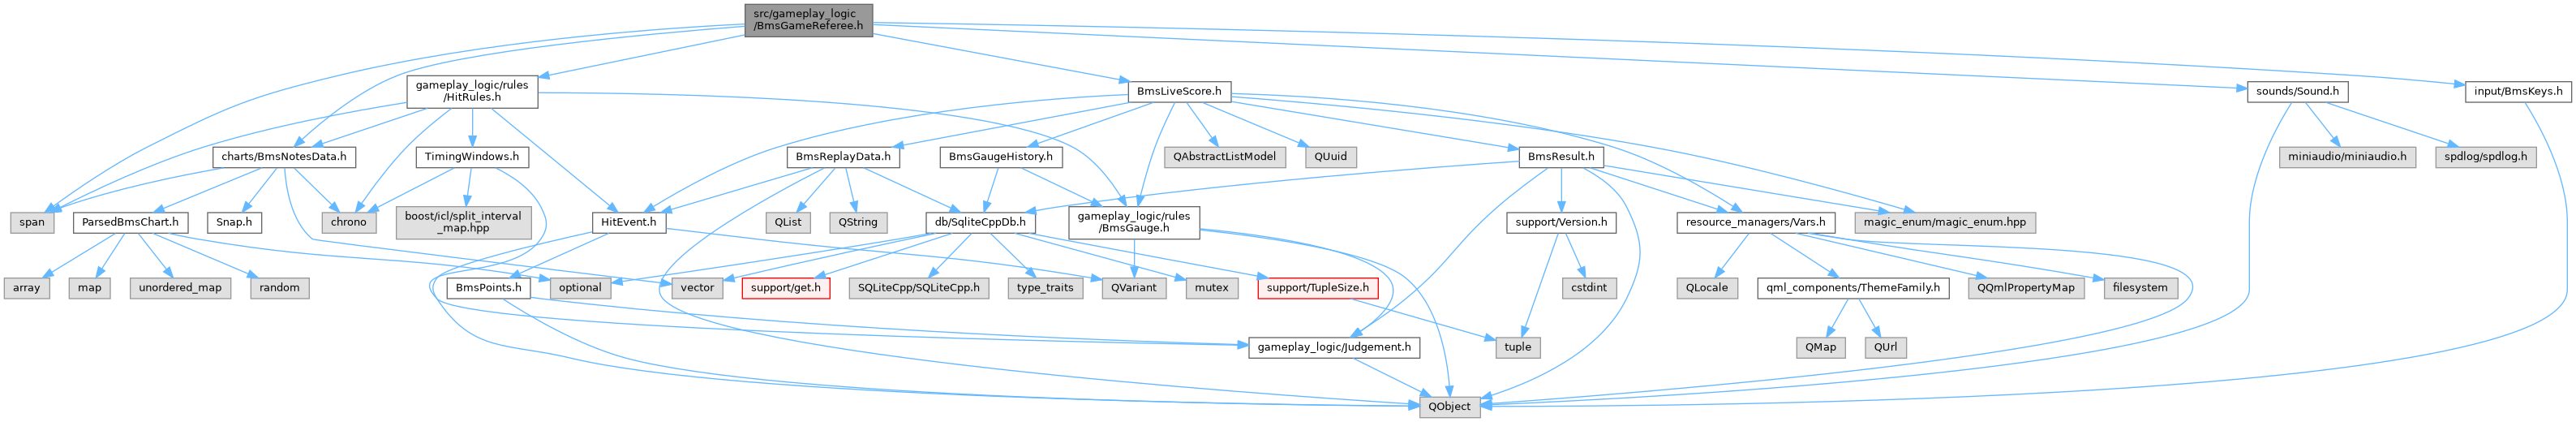 src/gameplay_logic
/BmsGameReferee.h
gameplay_logic/rules
/HitRules.h
BmsLiveScore.h
sounds/Sound.h
input/BmsKeys.h
charts/BmsNotesData.h
TimingWindows.h
BmsReplayData.h
BmsGaugeHistory.h
QAbstractListModel
QUuid
BmsResult.h
miniaudio/miniaudio.h
spdlog/spdlog.h
span
ParsedBmsChart.h
Snap.h
chrono
boost/icl/split_interval
_map.hpp
HitEvent.h
QList
QString
db/SqliteCppDb.h
gameplay_logic/rules
/BmsGauge.h
support/Version.h
resource_managers/Vars.h
magic_enum/magic_enum.hpp
array
map
unordered_map
random
BmsPoints.h
optional
vector
support/get.h
SQLiteCpp/SQLiteCpp.h
type_traits
QVariant
mutex
support/TupleSize.h
cstdint
QLocale
qml_components/ThemeFamily.h
QQmlPropertyMap
filesystem
gameplay_logic/Judgement.h
tuple
QMap
QUrl
QObject